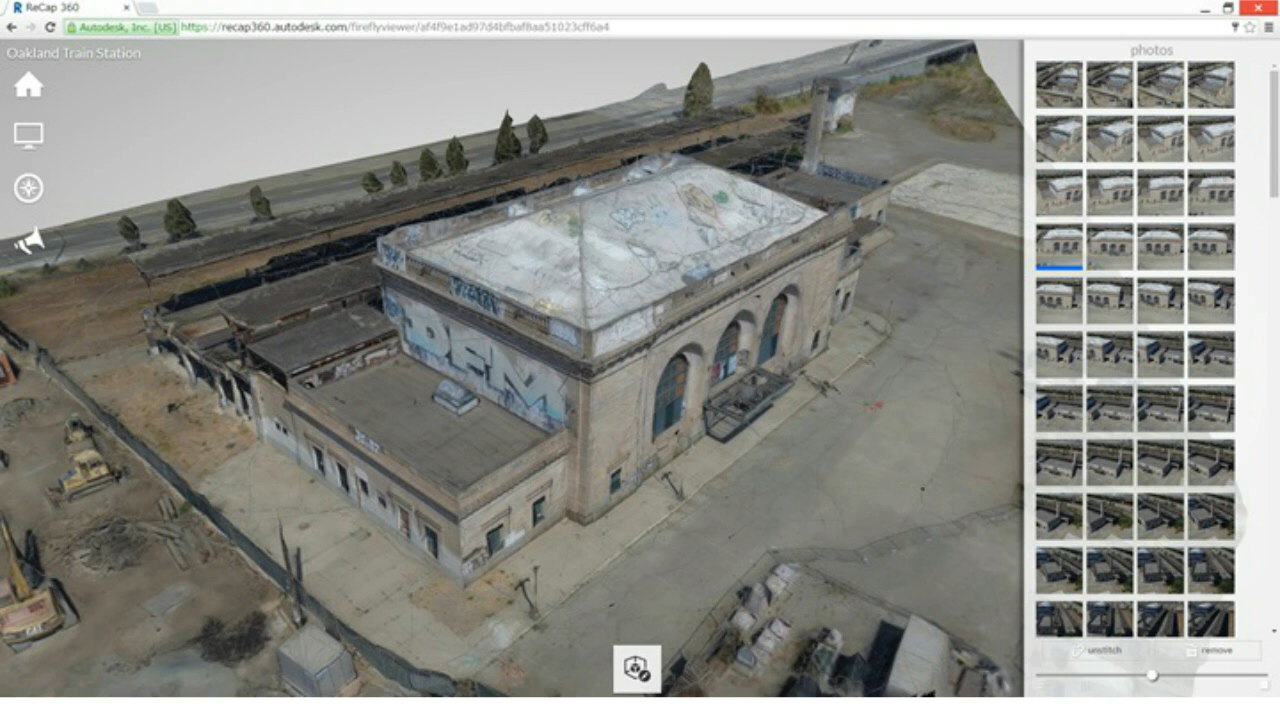 ReCap 360
Autodesk, Inc. [US] https://recap360.autodesk.com/fireflyviewer/af4f9e1ad97d4bfbaf8aa51023cff6a4
Oakland Train Station
photos
unstitch
remove